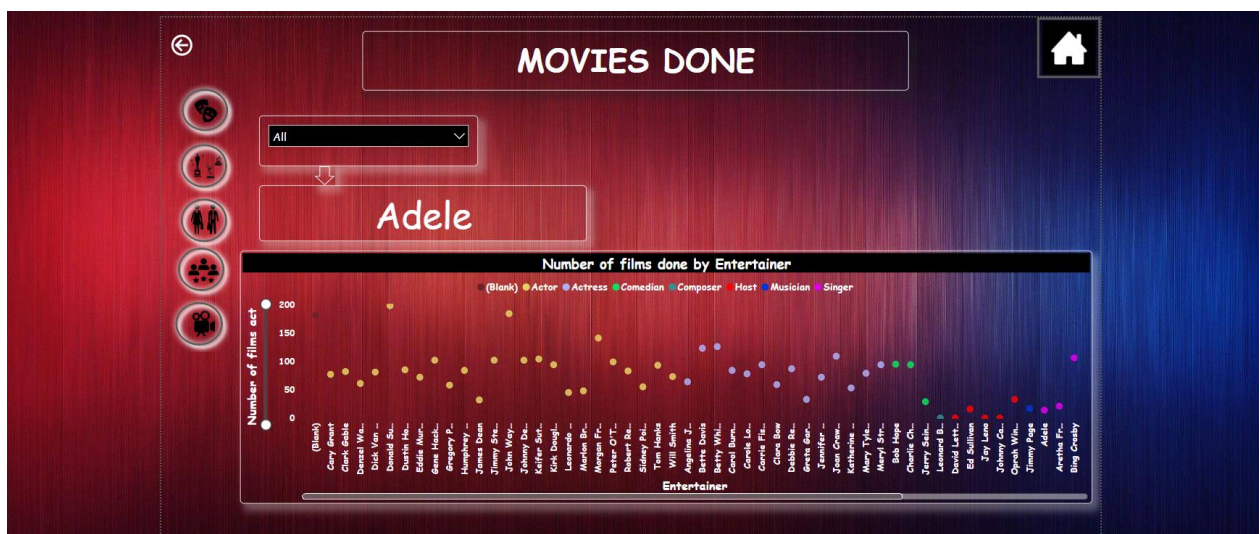 MOVIES DONE
All
Adele
Number of films done by Entertainer
(Blank) Actor Actress Comedian Composer Host Musician Singer
Number of films act
200
150
100
50
0
(Blank)
Cary Grant
Clark Gable
Denzel Wa...
Dick Van ...
Donald Su...
Dustin Ho...
Eddie Mur...
Gene Hack...
Gregory P...
Humphrey ...
James Dean
Jimmy Ste...
John Way...
Johnny De...
Keifer Sut...
Kirk Dougl...
Leonardo ...
Marlon Br...
Morgan Fr...
Peter O'T...
Robert Re...
Sidney Poi...
Tom Hanks
Will Smith
Angelina J...
Bette Davis
Betty Whi...
Carol Burn...
Carole Lo...
Carrie Fis...
Clara Bow
Debbie Re...
Greta Gar...
Jennifer ...
Joan Craw...
Katherine ...
Mary Tyle...
Meryl Str...
Bob Hope
Charlie Ch...
Jerry Sein...
Leonard B...
David Lett...
Ed Sullivan
Jay Leno
Johnny Ca...
Oprah Win...
Jimmy Page
Adele
Aretha Fr...
Bing Crosby
Entertainer